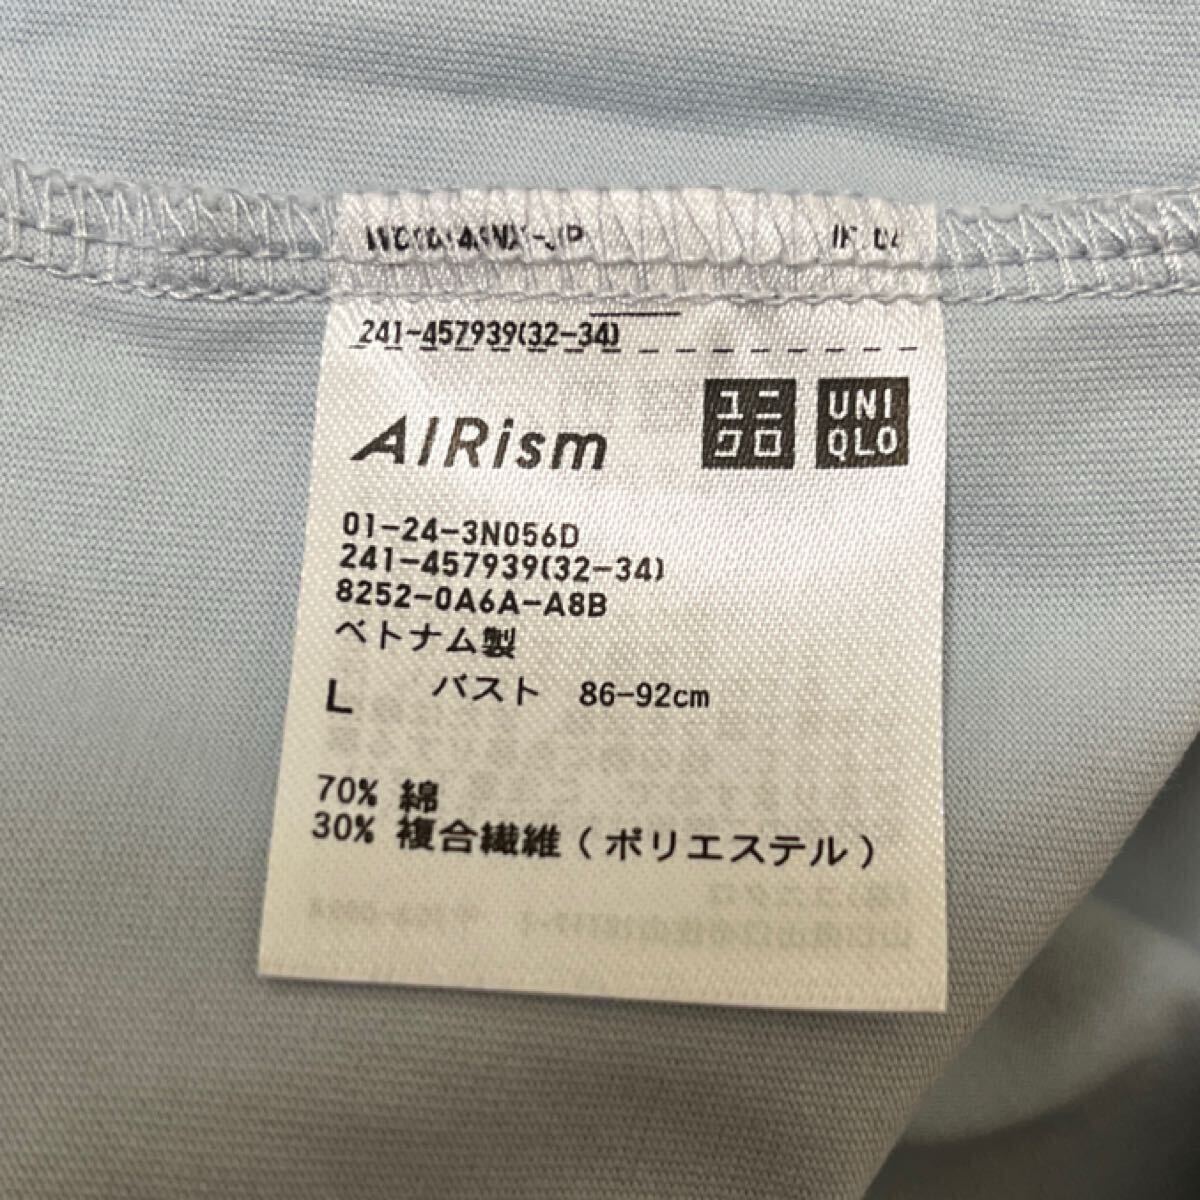 241-457939(32-34)
AIRism
ユニクロ
UNIQLO
01-24-3N056D
241-457939(32-34)
8252-0A6A-A8B
ベトナム製
L バスト 86-92cm
70% 綿
30% 複合繊維(ポリエステル)